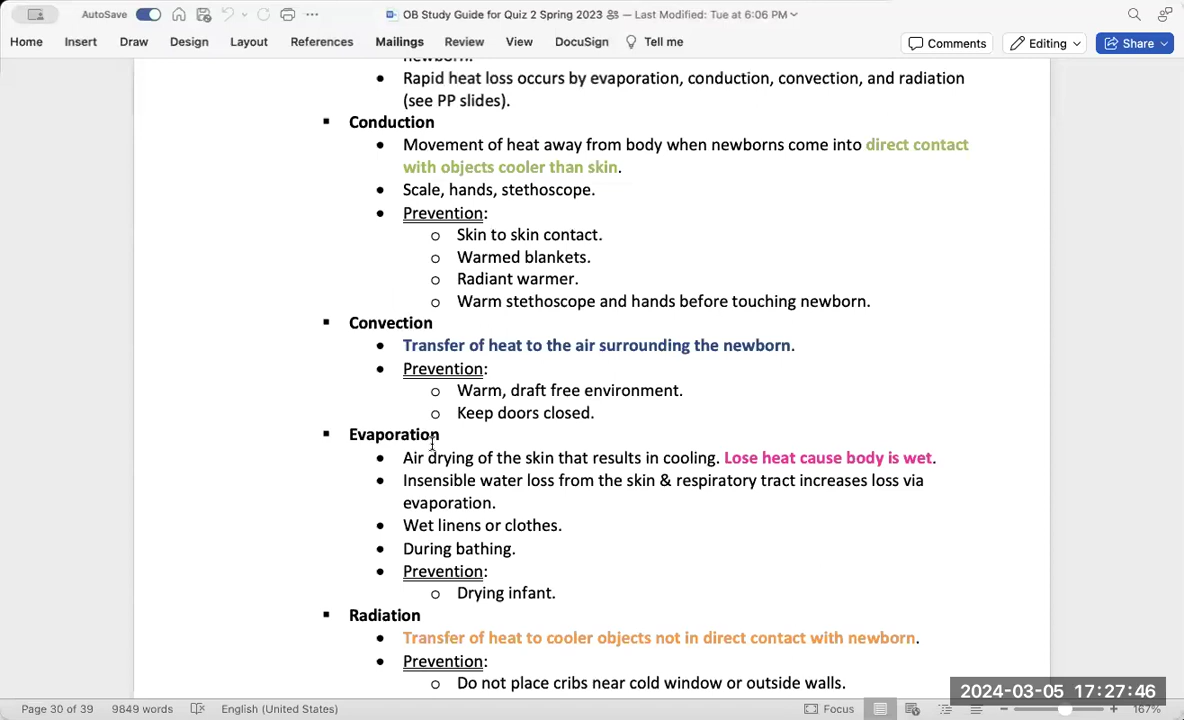 AutoSave
OB Study Guide for Quiz 2 Spring 2023 — Last Modified: Tue at 6:06 PM
Home Insert Draw Design Layout References Mailings Review View DocuSign Tell me Comments Editing Share
newborn.
• Rapid heat loss occurs by evaporation, conduction, convection, and radiation
(see PP slides).
▪ Conduction
• Movement of heat away from body when newborns come into direct contact
with objects cooler than skin.
• Scale, hands, stethoscope.
• Prevention:
o Skin to skin contact.
o Warmed blankets.
o Radiant warmer.
o Warm stethoscope and hands before touching newborn.
▪ Convection
• Transfer of heat to the air surrounding the newborn.
• Prevention:
o Warm, draft free environment.
o Keep doors closed.
▪ Evaporation
• Air drying of the skin that results in cooling. Lose heat cause body is wet.
• Insensible water loss from the skin & respiratory tract increases loss via
evaporation.
• Wet linens or clothes.
• During bathing.
• Prevention:
o Drying infant.
▪ Radiation
• Transfer of heat to cooler objects not in direct contact with newborn.
• Prevention:
o Do not place cribs near cold window or outside walls.
2024-03-05 17:27:46
Page 30 of 39 9849 words English (United States) Focus 167%